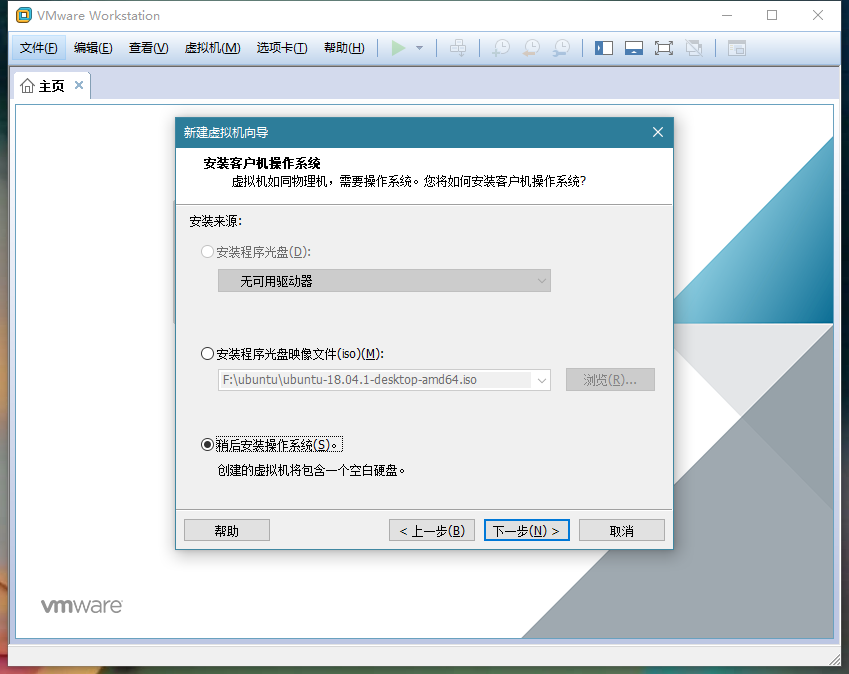 VMware Workstation
文件(F) 编辑(E) 查看(V) 虚拟机(M) 选项卡(T) 帮助(H)
主页
新建虚拟机向导
安装客户机操作系统
虚拟机如同物理机，需要操作系统。您将如何安装客户机操作系统?
安装来源:
安装程序光盘(D):
无可用驱动器
安装程序光盘映像文件(iso)(M):
F:\ubuntu\ubuntu-18.04.1-desktop-amd64.iso
浏览(R)...
稍后安装操作系统(S)。
创建的虚拟机将包含一个空白硬盘。
帮助 < 上一步(B) 下一步(N) > 取消
vmware